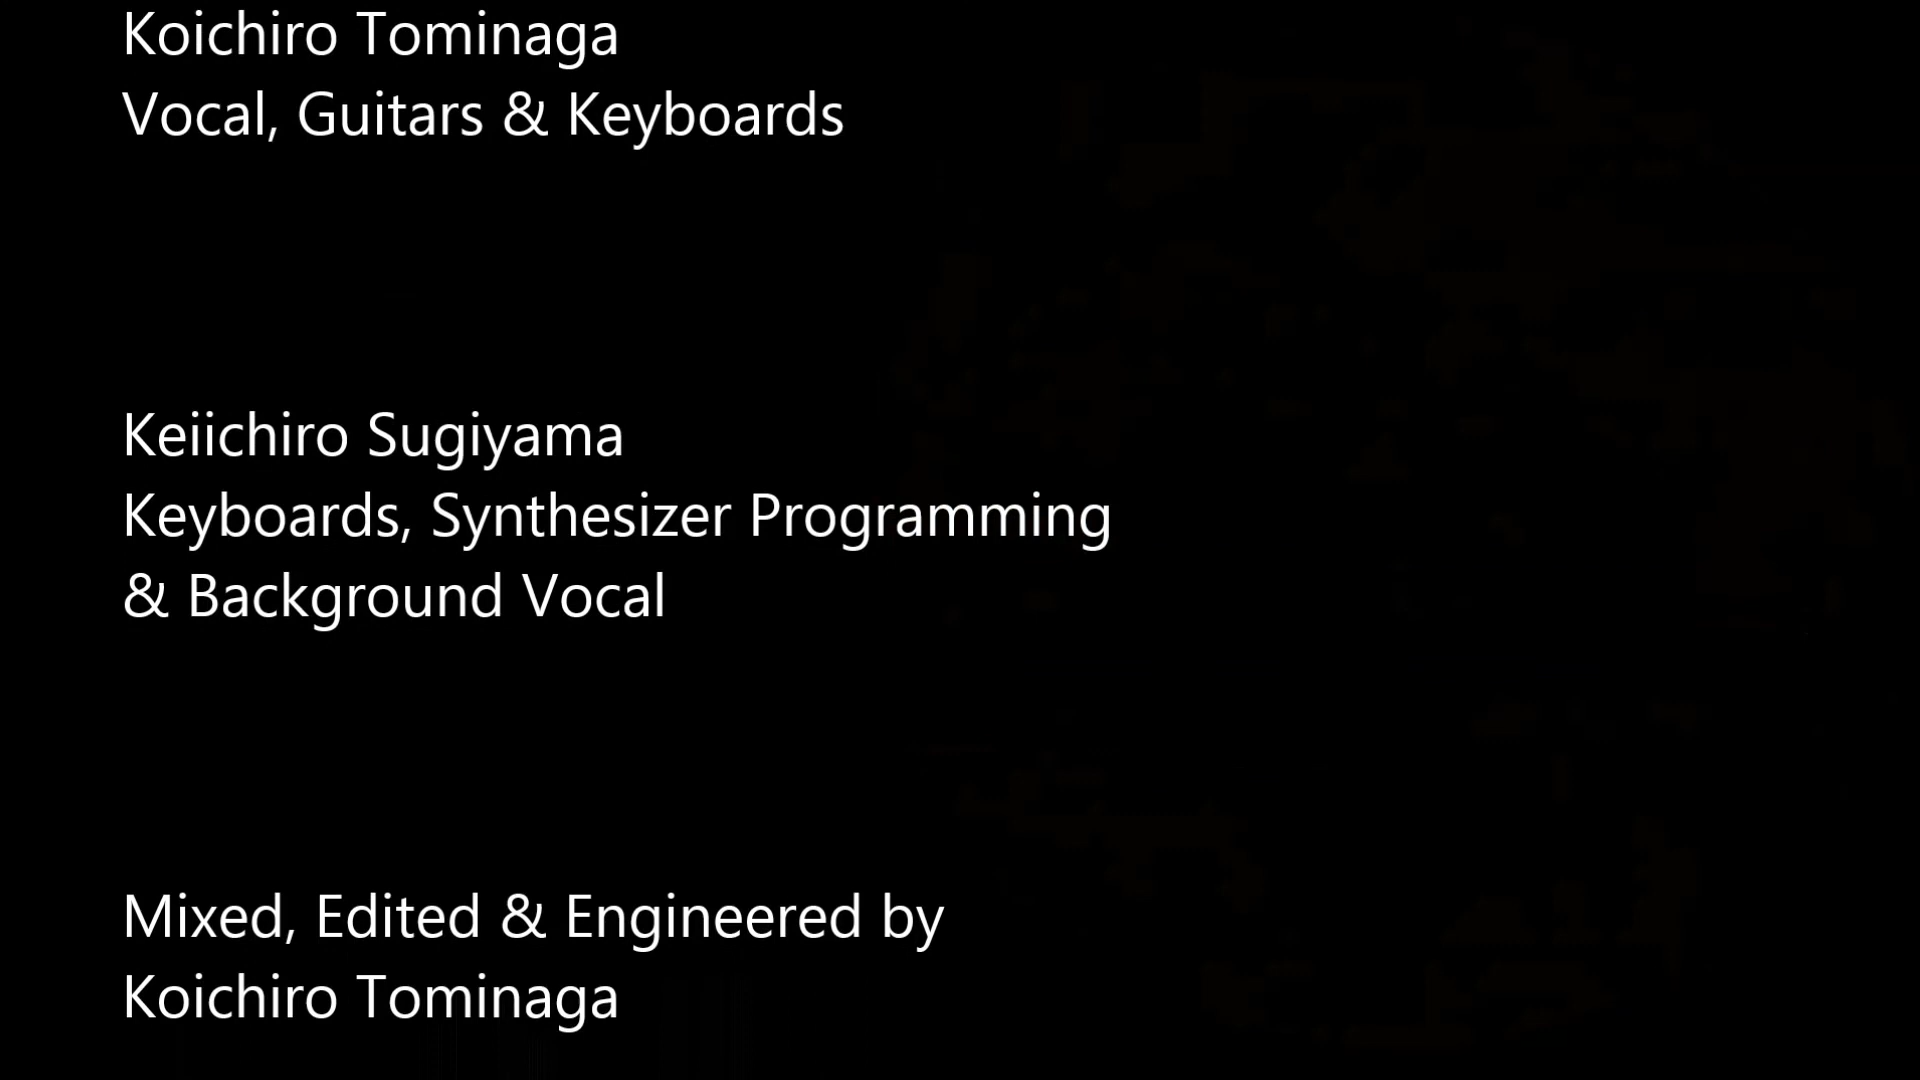 Koichiro Tominaga
Vocal, Guitars & Keyboards
Keiichiro Sugiyama
Keyboards, Synthesizer Programming
& Background Vocal
Mixed, Edited & Engineered by
Koichiro Tominaga